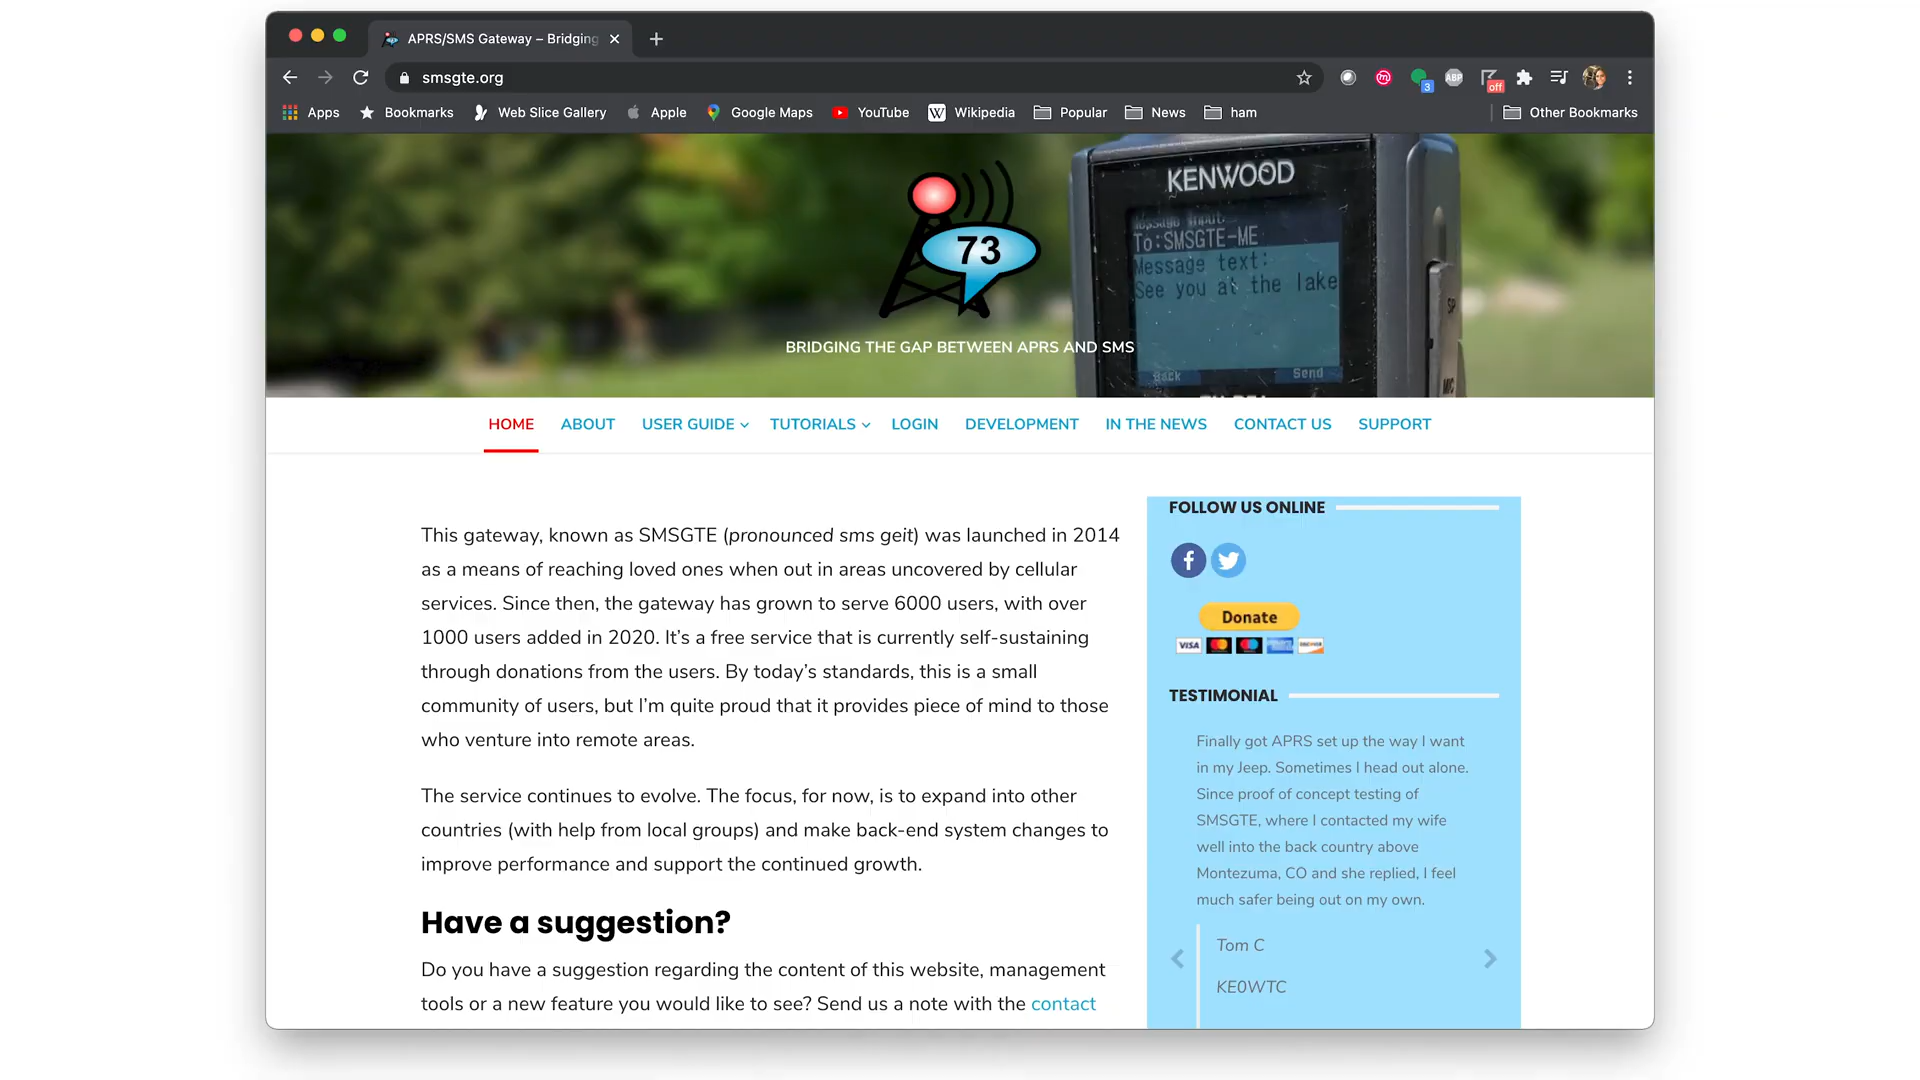 APRS/SMS Gateway – Bridging
smsgte.org
3
ABP
off
Apps
Bookmarks
Web Slice Gallery
Apple
Google Maps
YouTube
Wikipedia
Popular
News
ham
Other Bookmarks
73
BRIDGING THE GAP BETWEEN APRS AND SMS
KENWOOD
Message input
To:SMSGTE-ME
Message text:
See you at the lake
Back
Send
SP
MIC
HOME
ABOUT
USER GUIDE
TUTORIALS
LOGIN
DEVELOPMENT
IN THE NEWS
CONTACT US
SUPPORT
This gateway, known as SMSGTE (pronounced sms geit) was launched in 2014
as a means of reaching loved ones when out in areas uncovered by cellular
services. Since then, the gateway has grown to serve 6000 users, with over
1000 users added in 2020. It's a free service that is currently self-sustaining
through donations from the users. By today's standards, this is a small
community of users, but I'm quite proud that it provides piece of mind to those
who venture into remote areas.
The service continues to evolve. The focus, for now, is to expand into other
countries (with help from local groups) and make back-end system changes to
improve performance and support the continued growth.
Have a suggestion?
Do you have a suggestion regarding the content of this website, management
tools or a new feature you would like to see? Send us a note with the contact
FOLLOW US ONLINE
Donate
VISA
DISCOVER
TESTIMONIAL
Finally got APRS set up the way I want
in my Jeep. Sometimes I head out alone.
Since proof of concept testing of
SMSGTE, where I contacted my wife
well into the back country above
Montezuma, CO and she replied, I feel
much safer being out on my own.
Tom C
KE0WTC